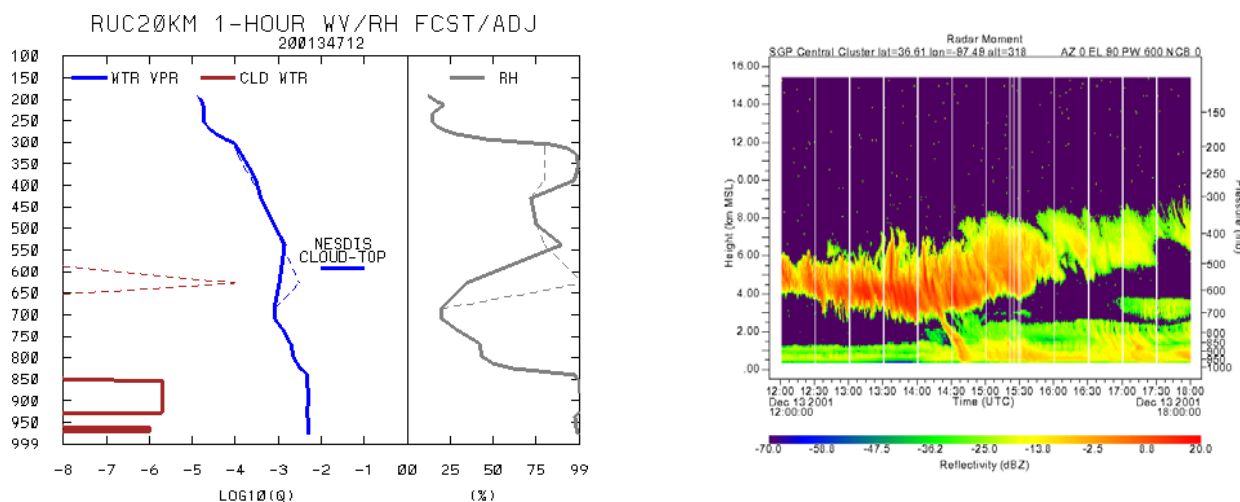 RUC20KM 1-HOUR WV/RH FCST/ADJ
200134712
WTR VPR
CLD WTR
RH
100
150
200
250
300
350
400
450
500
550
600
650
700
750
800
850
900
950
999
NESDIS
CLOUD-TOP
-8 -7 -6 -5 -4 -3 -2 -1 00 25 50 75 99
LOG10(Q) (%)
Radar Moment
SGP Central Cluster lat=36.61 lon=-97.49 alt=318 AZ 0 EL 90 PW 600 NCB 0
16.00
14.00
0.00
8.00
6.00
4.00
2.00
.00
Height (km MSL)
150
200
250
300
400
500
600
700
800
850
900
950
1000
12:00 12:30 13:00 13:30 14:00 14:30 15:00 15:30 16:00 16:30 17:00 17:30 18:00
Dec 13 2001 Time (UTC) Dec 13 2001
12:00:00 18:00:00
-70.0 -58.8 -47.5 -36.2 -25.0 -13.8 -2.5 0.0 20.0
Reflectivity (dBZ)